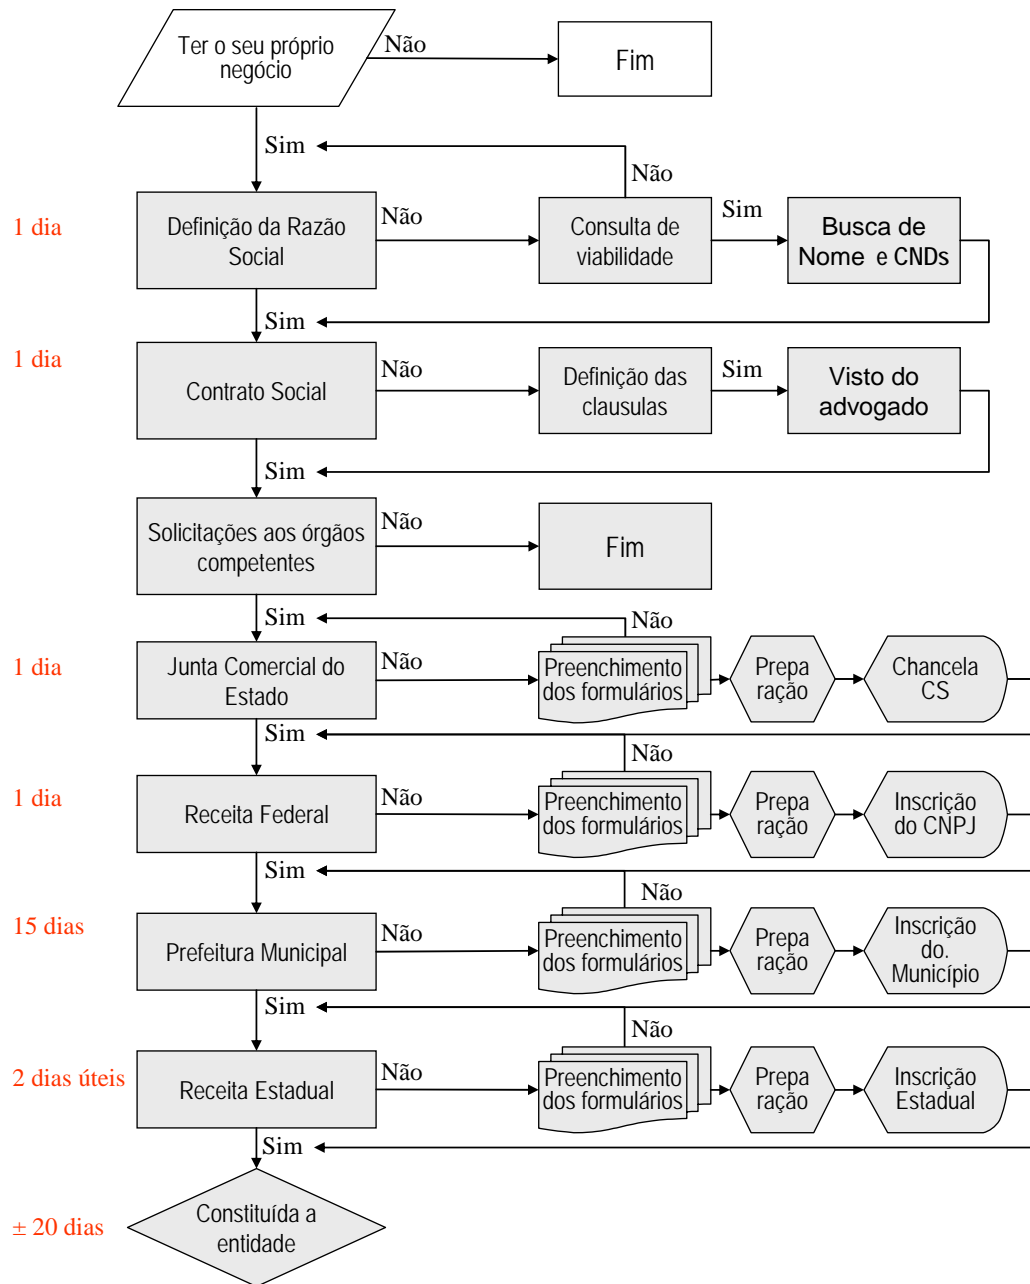 Ter o seu próprio
negócio
Não
Fim
Sim
Não
1 dia
Definição da Razão
Social
Não
Consulta de
viabilidade
Sim
Busca de
Nome e CNDs
Sim
1 dia
Contrato Social
Não
Definição das
clausulas
Sim
Visto do
advogado
Sim
Solicitações aos órgãos
competentes
Não
Fim
Sim
Não
1 dia
Junta Comercial do
Estado
Não
Preenchimento
dos formulários
Prepa
ração
Chancela
CS
Sim
Não
1 dia
Receita Federal
Não
Preenchimento
dos formulários
Prepa
ração
Inscrição
do CNPJ
Sim
Não
15 dias
Prefeitura Municipal
Não
Preenchimento
dos formulários
Prepa
ração
Inscrição
do.
Município
Sim
Não
2 dias úteis
Receita Estadual
Não
Preenchimento
dos formulários
Prepa
ração
Inscrição
Estadual
Sim
± 20 dias
Constituída a
entidade